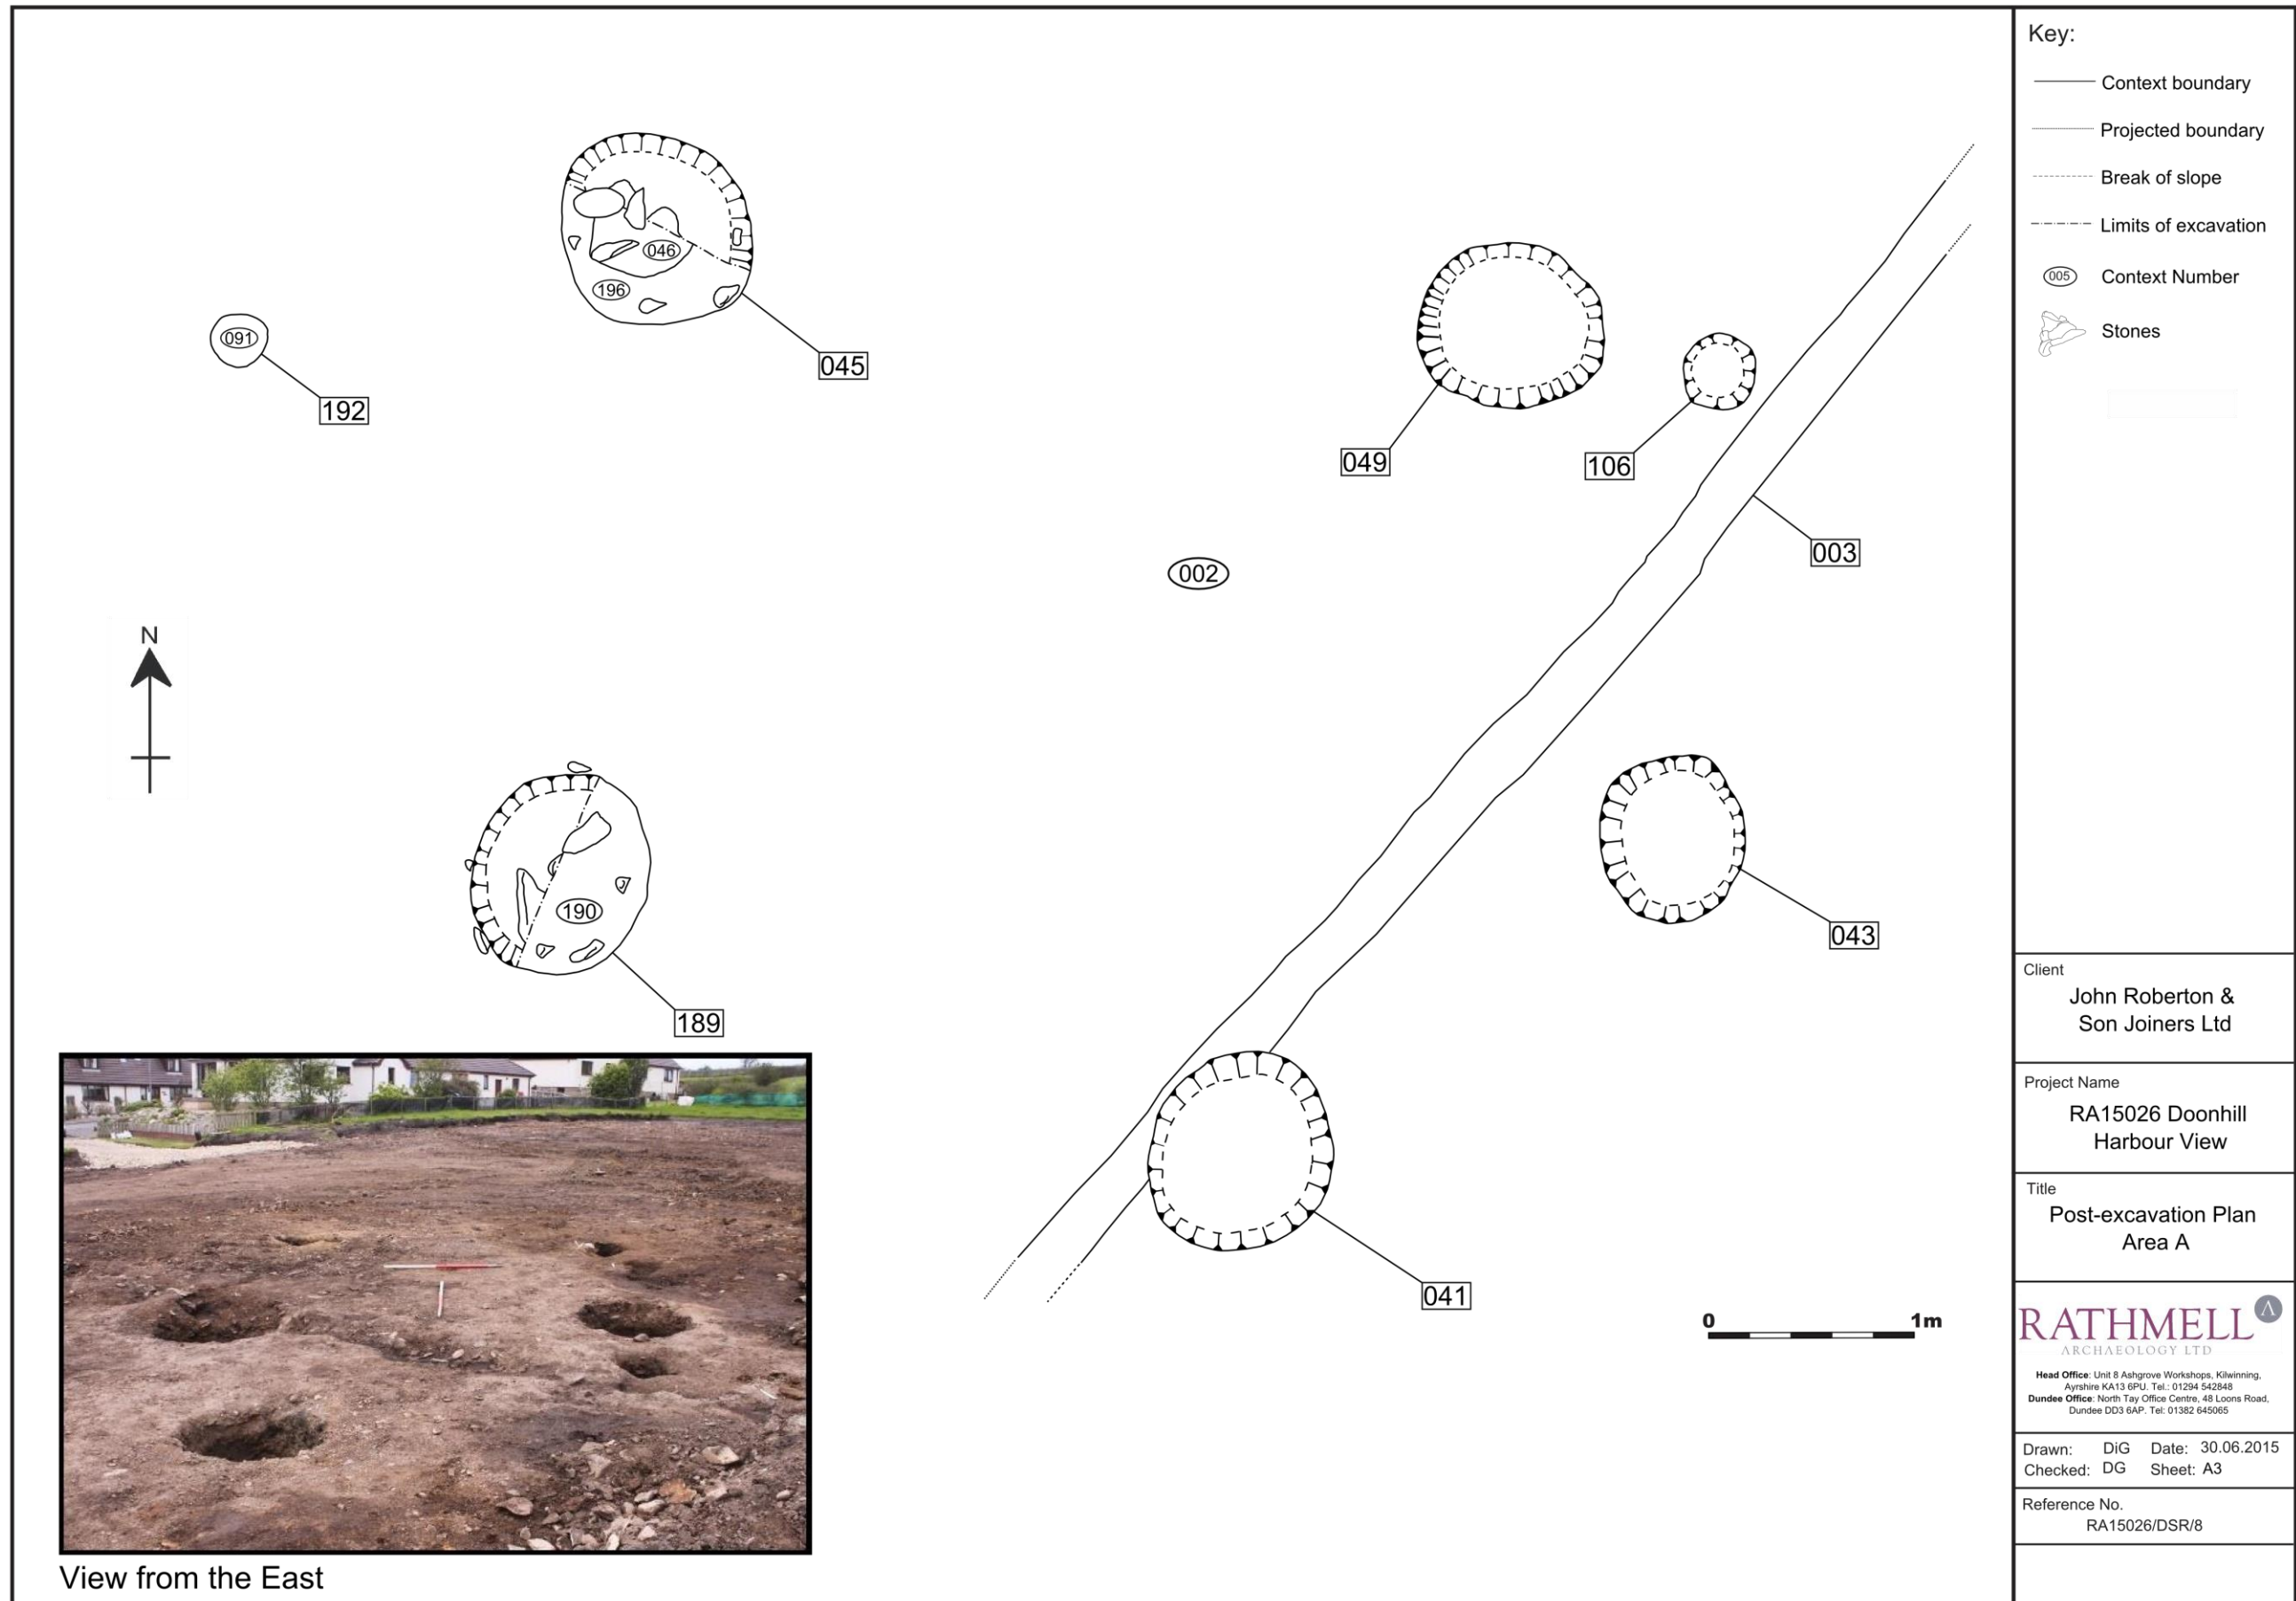 046
196
091
045
192
049
106
003
002
N
043
190
189
041
0 1m
View from the East
Key:
Context boundary
Projected boundary
Break of slope
Limits of excavation
005 Context Number
Stones
Client
John Roberton &
Son Joiners Ltd
Project Name
RA15026 Doonhill
Harbour View
Title
Post-excavation Plan
Area A
RATHMELL Λ
ARCHAEOLOGY LTD
Head Office: Unit 8 Ashgrove Workshops, Kilwinning,
Ayrshire KA13 6PU. Tel.: 01294 542848
Dundee Office: North Tay Office Centre, 48 Loons Road,
Dundee DD3 6AP. Tel: 01382 645065
Drawn: DiG Date: 30.06.2015
Checked: DG Sheet: A3
Reference No.
RA15026/DSR/8